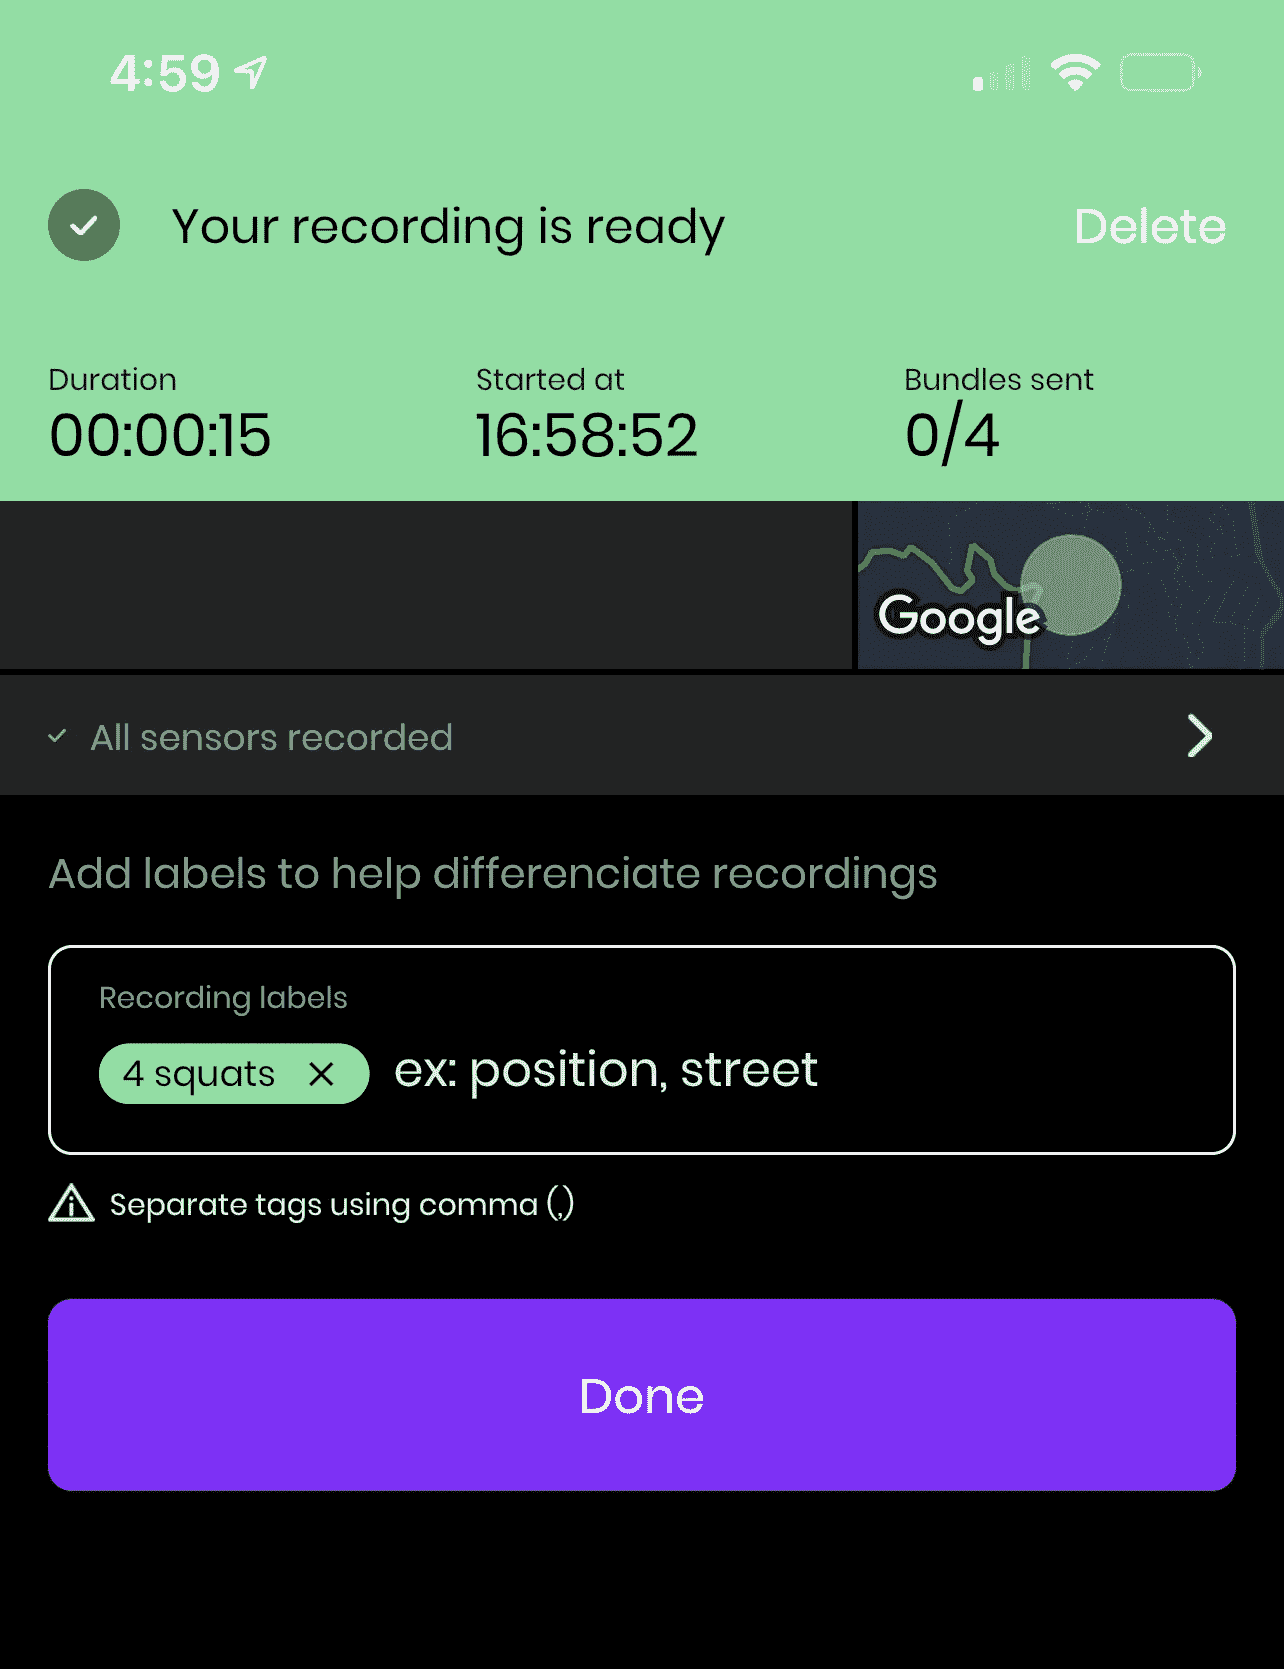 4:59
Your recording is ready
Delete
Duration
Started at
Bundles sent
00:00:15
16:58:52
0/4
Google
All sensors recorded
Add labels to help differenciate recordings
Recording labels
4 squats
ex: position, street
Separate tags using comma (,)
Done